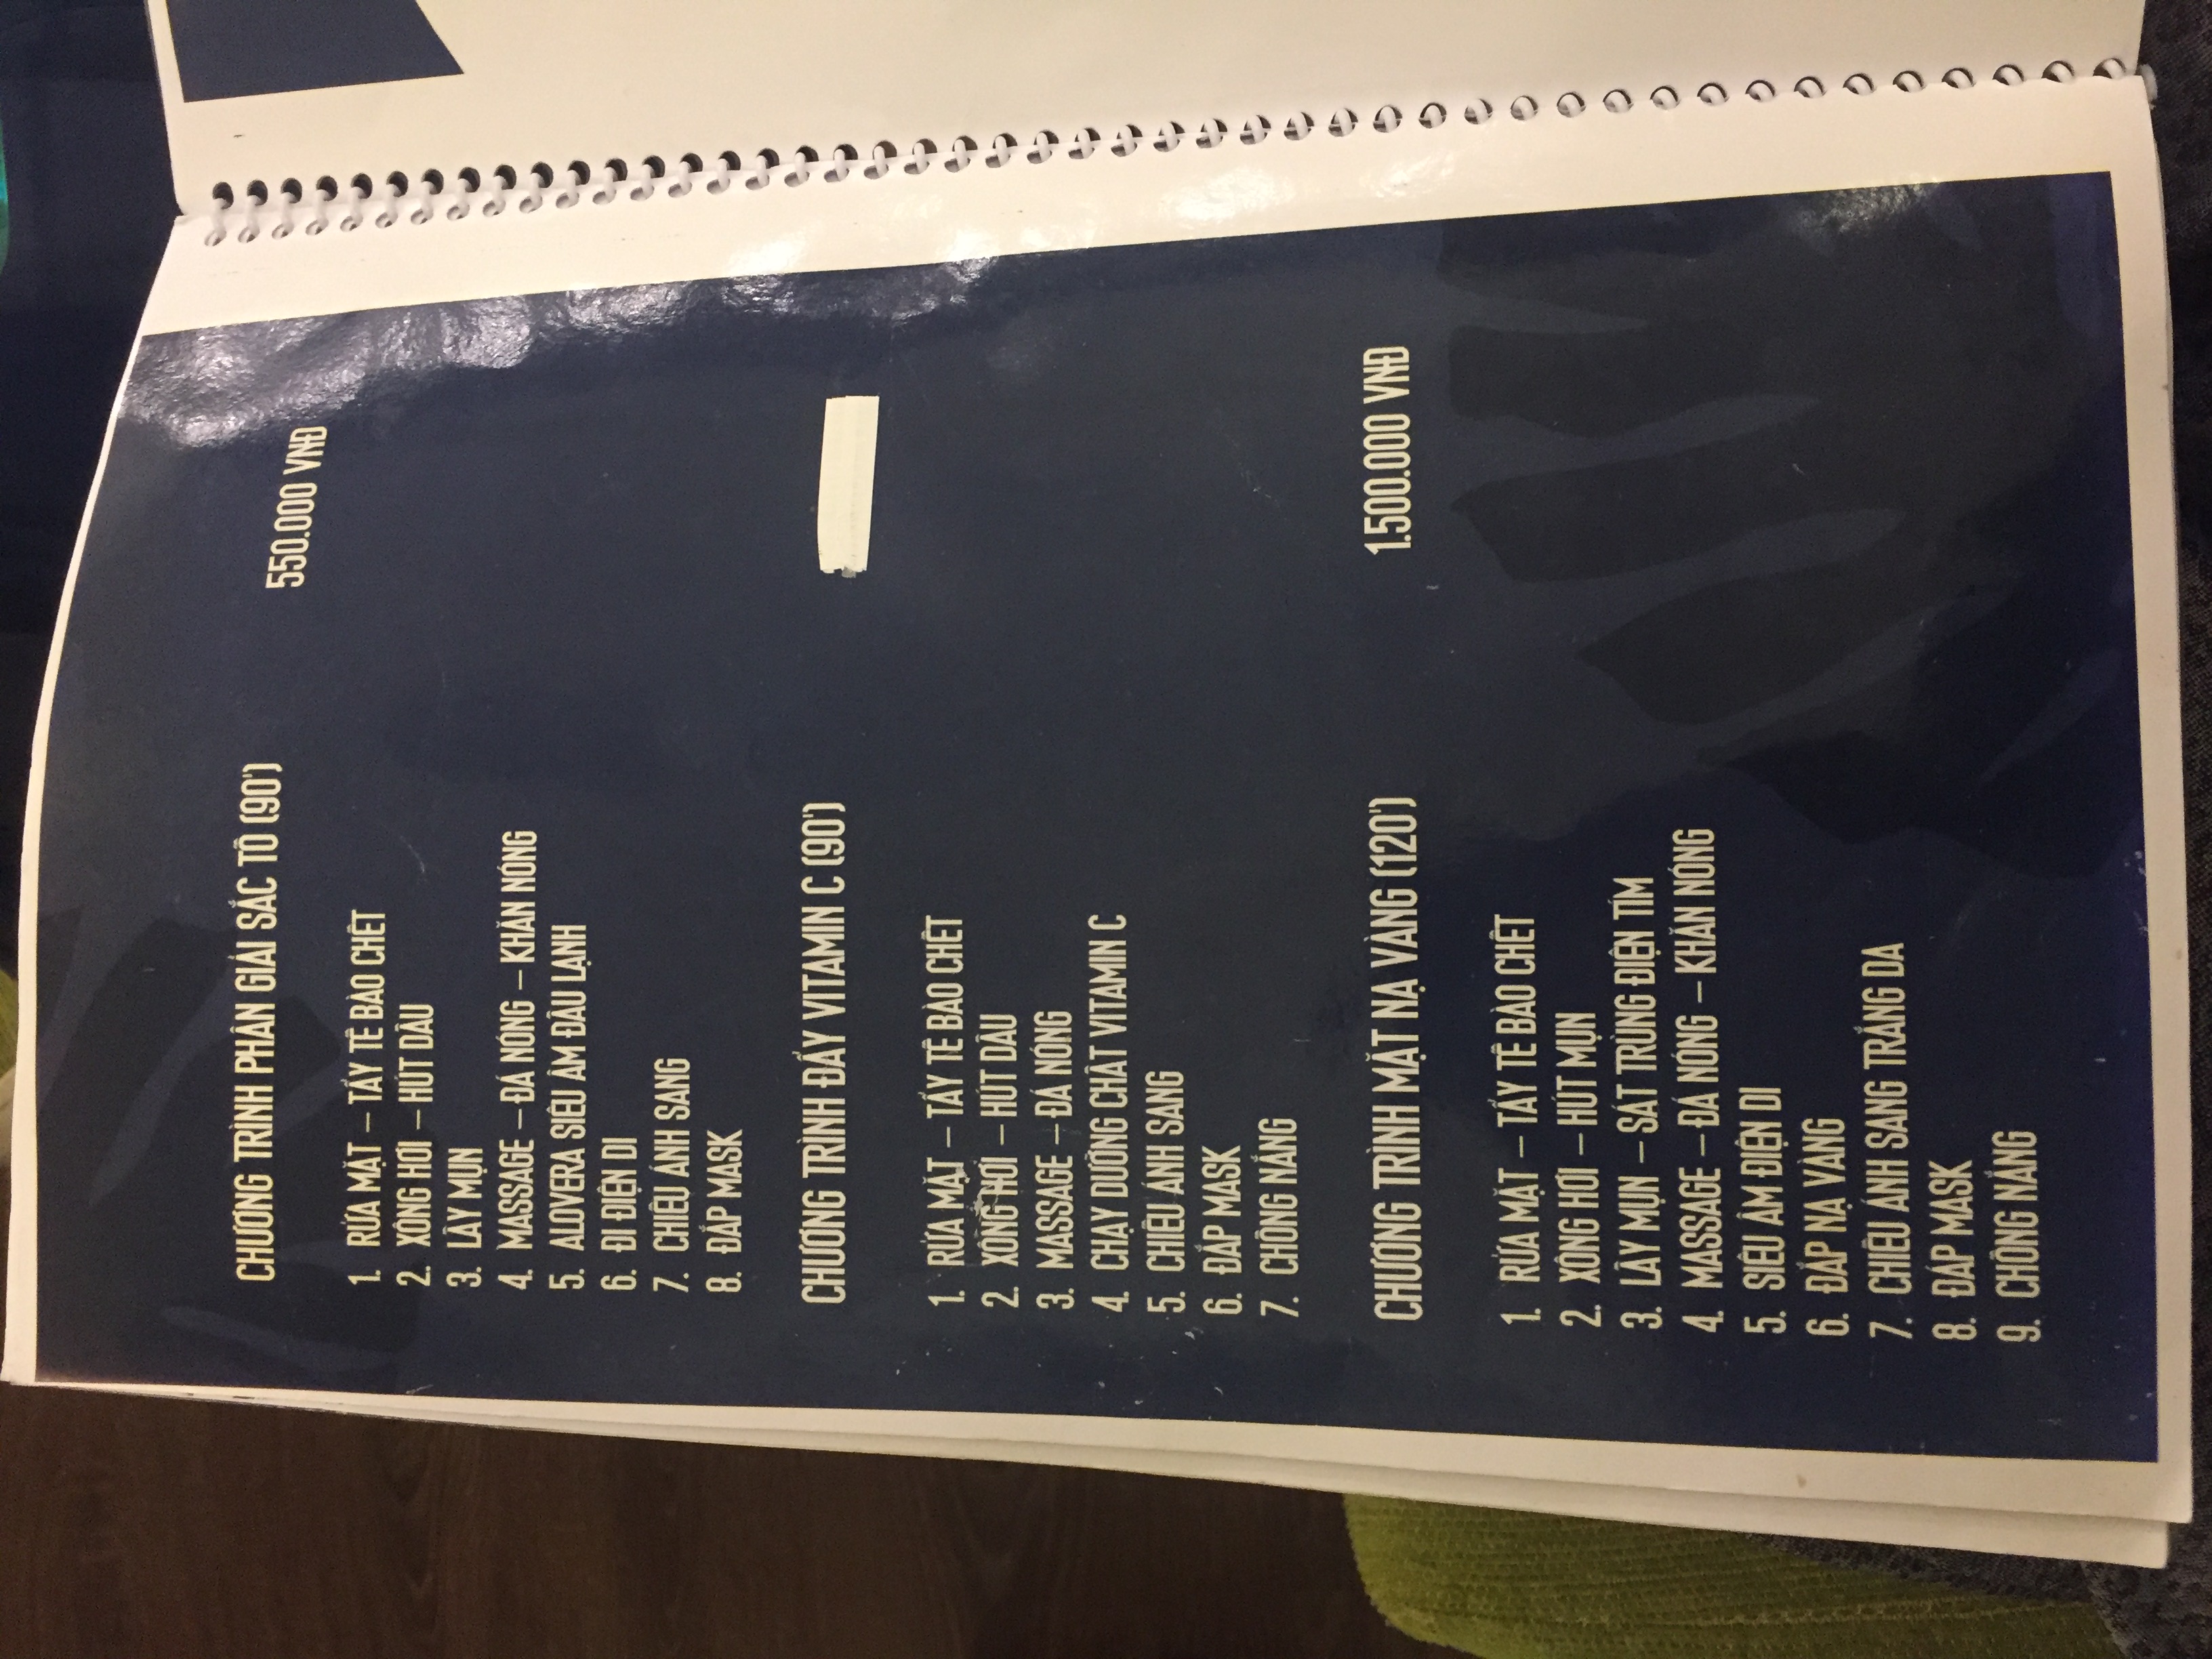 CHƯƠNG TRÌNH PHÂN GIẢI SẮC TỐ (90')
550.000 VNĐ
1. RỬA MẶT – TẨY TẾ BÀO CHẾT
2. XÔNG HƠI – HÚT DẦU
3. LẤY MỤN
4. MASSAGE – ĐÁ NÓNG – KHĂN NÓNG
5. ALOVERA SIÊU ÂM ĐẦU LẠNH
6. ĐI ĐIỆN DI
7. CHIẾU ÁNH SANG
8. ĐẮP MASK
CHƯƠNG TRÌNH ĐẨY VITAMIN C (90')
1. RỬA MẶT – TẨY TẾ BÀO CHẾT
2. XÔNG HƠI – HÚT DẦU
3. MASSAGE – ĐÁ NÓNG
4. CHẠY DƯỠNG CHẤT VITAMIN C
5. CHIẾU ÁNH SANG
6. ĐẮP MASK
7. CHỐNG NẮNG
CHƯƠNG TRÌNH MẶT NẠ VÀNG (120')
1.500.000 VNĐ
1. RỬA MẶT – TẨY TẾ BÀO CHẾT
2. XÔNG HƠI – HÚT MỤN
3. LẤY MỤN – SÁT TRÙNG ĐIỆN TÍM
4. MASSAGE – ĐÁ NÓNG – KHĂN NÓNG
5. SIÊU ÂM ĐIỆN DI
6. ĐẮP NẠ VÀNG
7. CHIẾU ÁNH SANG TRẮNG DA
8. ĐÁP MASK
9. CHỐNG NẮNG